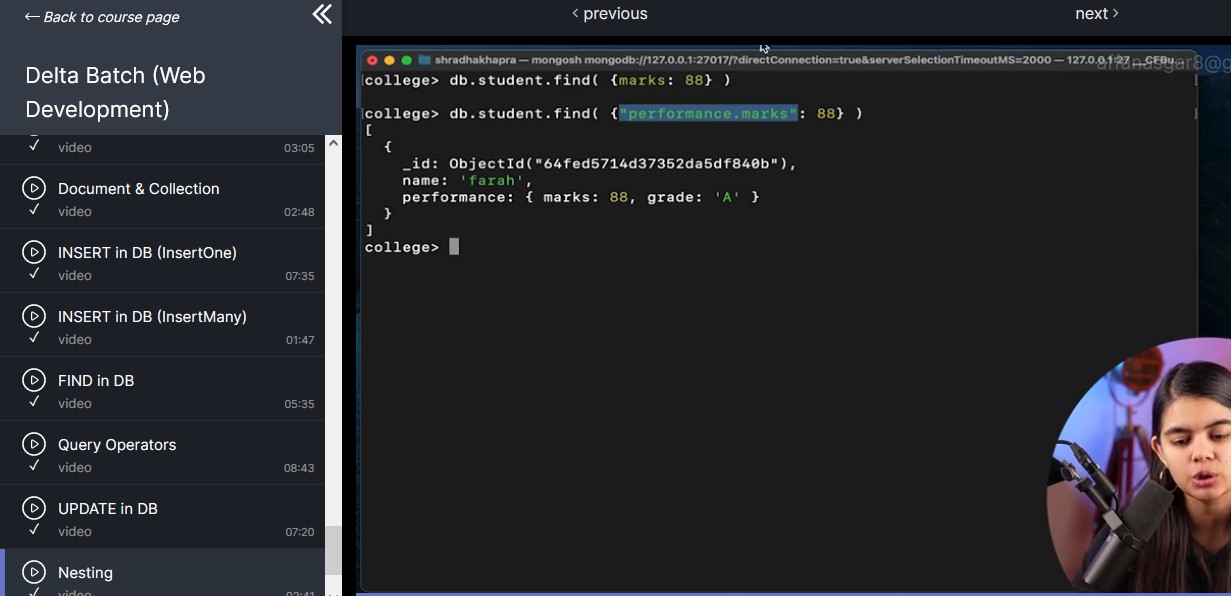 ← Back to course page
Delta Batch (Web
Development)
video 03:05
Document & Collection
video 02:48
INSERT in DB (InsertOne)
video 07:35
INSERT in DB (InsertMany)
video 01:47
FIND in DB
video 05:35
Query Operators
video 08:43
UPDATE in DB
video 07:20
Nesting
video 02:41
< previous
next >
shradhakhapra — mongosh mongodb://127.0.0.1:27017/?directConnection=true&serverSelectionTimeoutMS=2000 — 127.0.0.1:27
college> db.student.find( {marks: 88} )
college> db.student.find( {"performance.marks": 88} )
[
{
_id: ObjectId("64fed5714d37352da5df840b"),
name: 'farah',
performance: { marks: 88, grade: 'A' }
}
]
college>